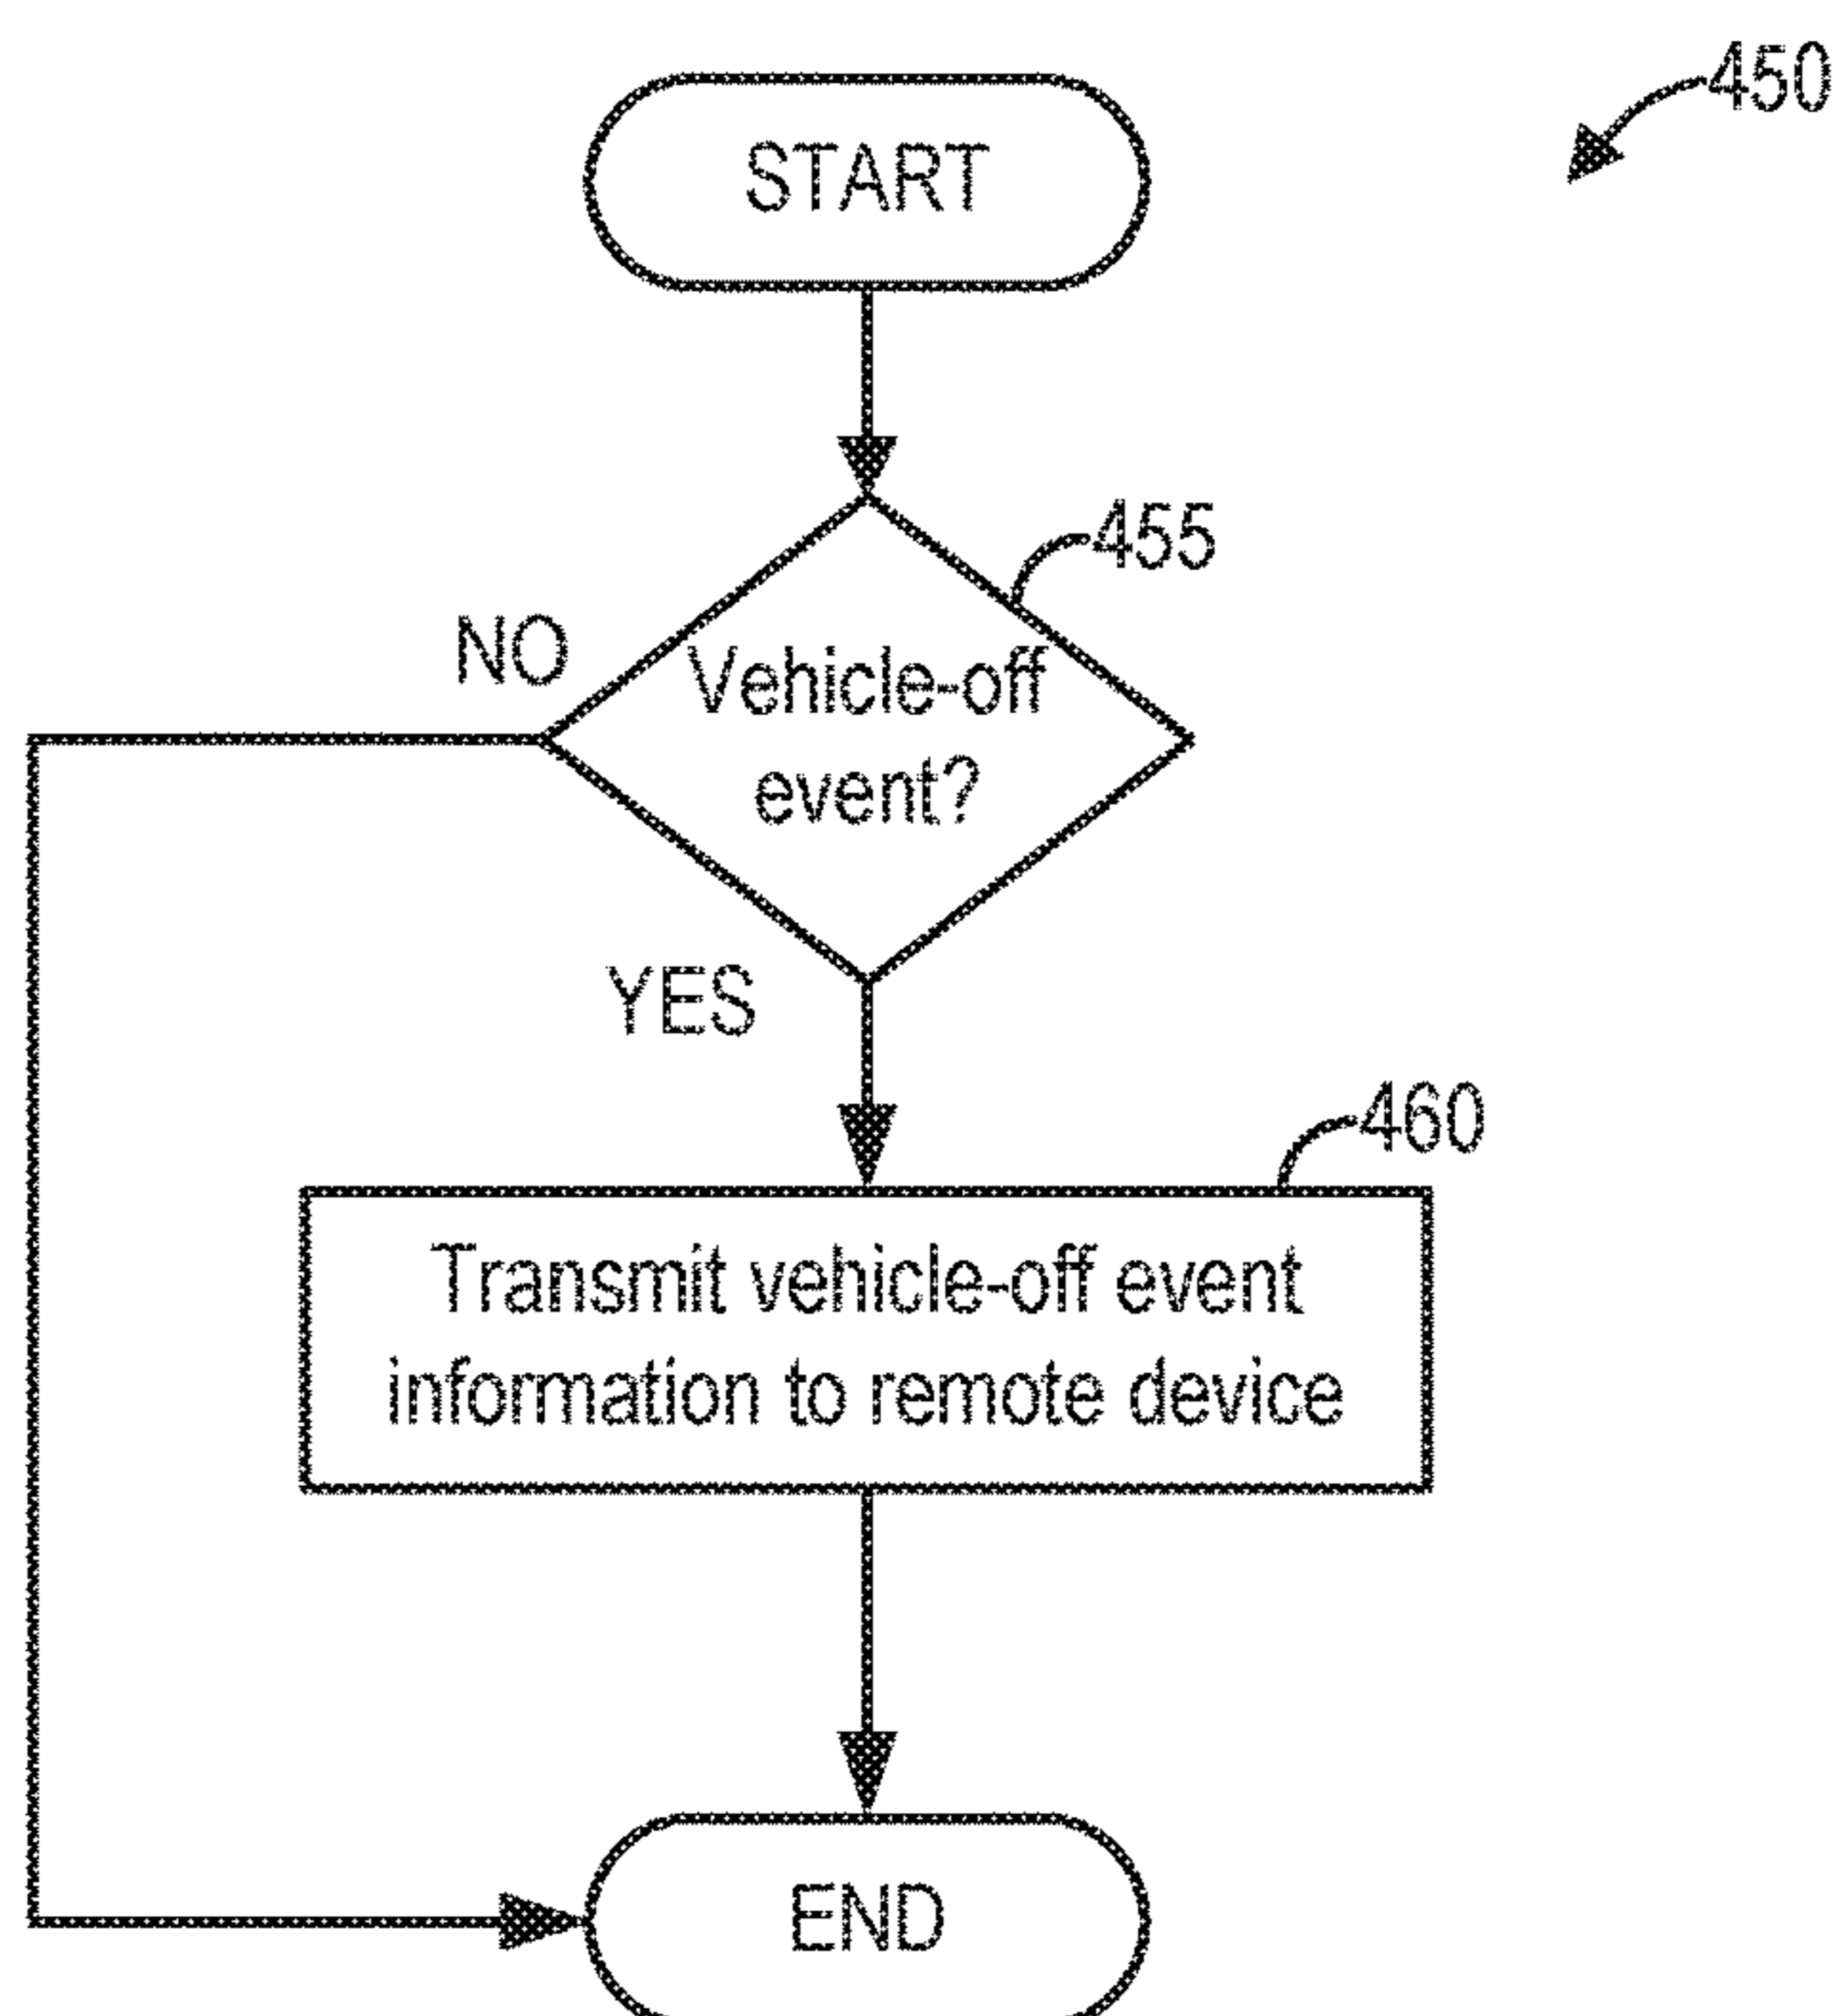 450
START
455
NO
Vehicle-off
event?
YES
460
Transmit vehicle-off event
information to remote device
END